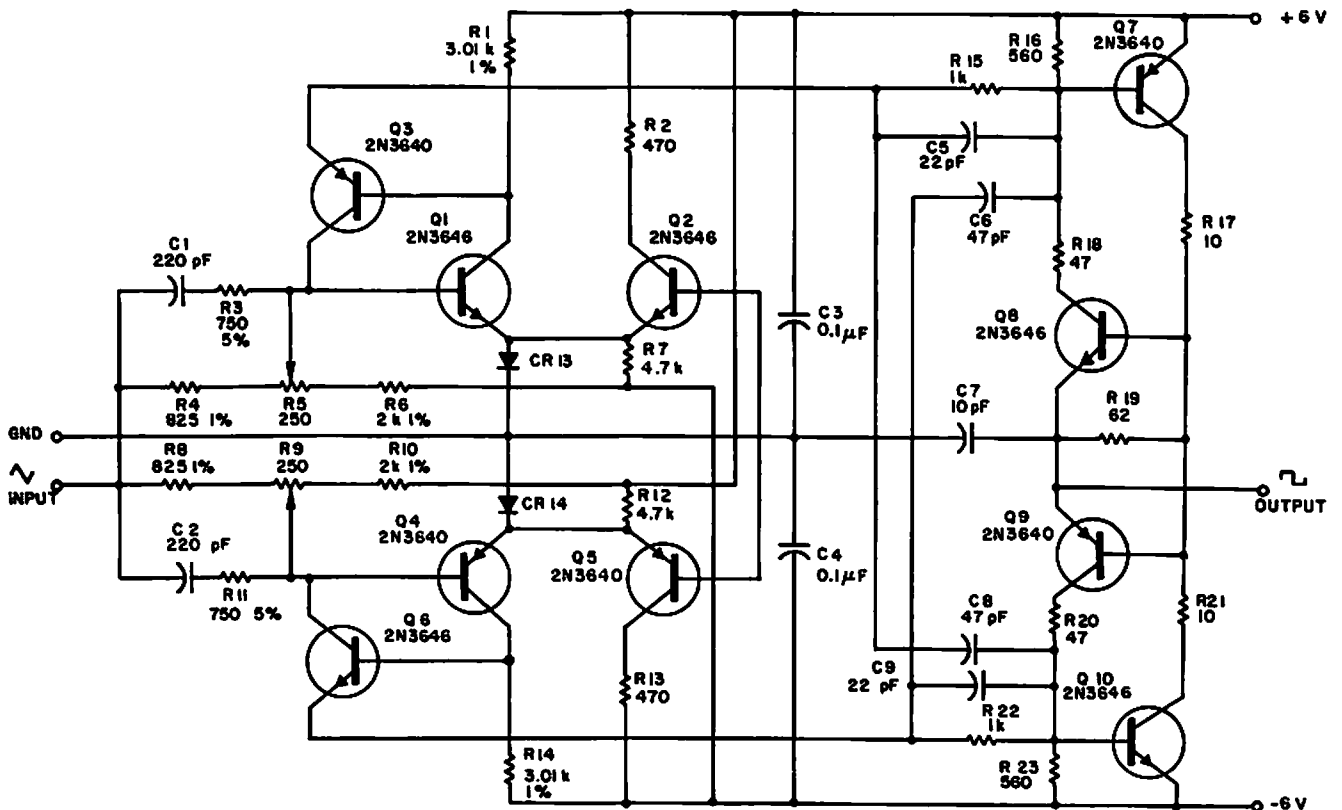 R1
3.01 k
1%
R16
560
Q7
2N3640
+6 V
R15
1k
Q3
2N3640
R2
470
C5
22pF
Q1
2N3646
Q2
2N3646
C6
47pF
R17
10
C1
220 pF
R3
750
5%
R18
47
C3
0.1µF
Q8
2N3646
CR13
R7
4.7k
R4
825 1%
R5
250
R6
2k 1%
C7
10pF
R19
62
GND
R8
825 1%
R9
250
R10
2k 1%
INPUT
CR14
R12
4.7k
OUTPUT
C2
220 pF
Q4
2N3640
Q5
2N3640
Q9
2N3640
C4
0.1µF
R11
750 5%
Q6
2N3646
C8
47pF
R20
47
R21
10
C9
22 pF
R13
470
Q10
2N3646
R22
1k
R14
3.01k
1%
R23
560
-6 V